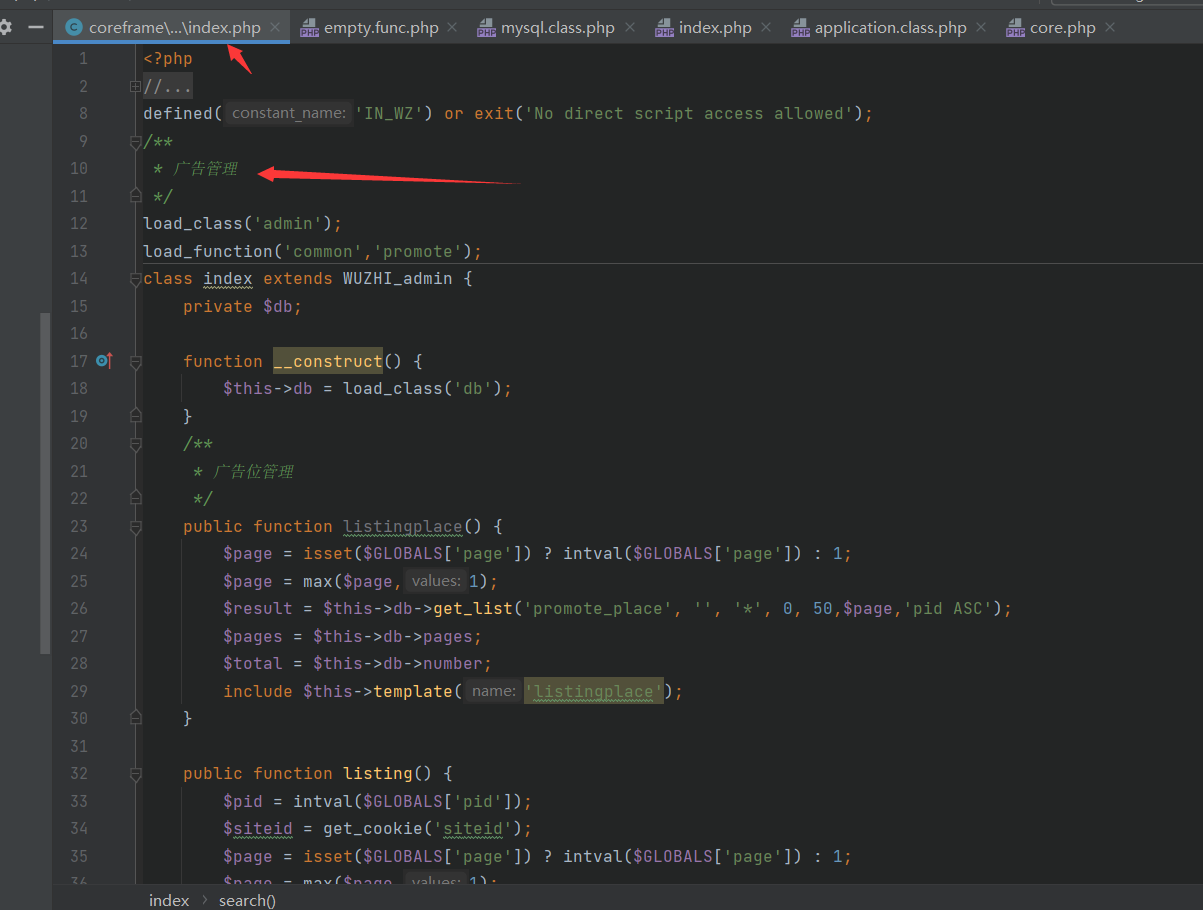 coreframe\...\index.php × empty.func.php × mysql.class.php × index.php × application.class.php × core.php ×
1 <?php
2 //...
8 defined( constant_name: 'IN_WZ') or exit('No direct script access allowed');
9 /**
10 * 广告管理
11 */
12 load_class('admin');
13 load_function('common','promote');
14 class index extends WUZHI_admin {
15 private $db;
16
17 function __construct() {
18 $this->db = load_class('db');
19 }
20 /**
21 * 广告位管理
22 */
23 public function listingplace() {
24 $page = isset($GLOBALS['page']) ? intval($GLOBALS['page']) : 1;
25 $page = max($page, values: 1);
26 $result = $this->db->get_list('promote_place', '', '*', 0, 50,$page,'pid ASC');
27 $pages = $this->db->pages;
28 $total = $this->db->number;
29 include $this->template( name: 'listingplace');
30 }
31
32 public function listing() {
33 $pid = intval($GLOBALS['pid']);
34 $siteid = get_cookie('siteid');
35 $page = isset($GLOBALS['page']) ? intval($GLOBALS['page']) : 1;
36 $page = max($page, values: 1);
index › search()